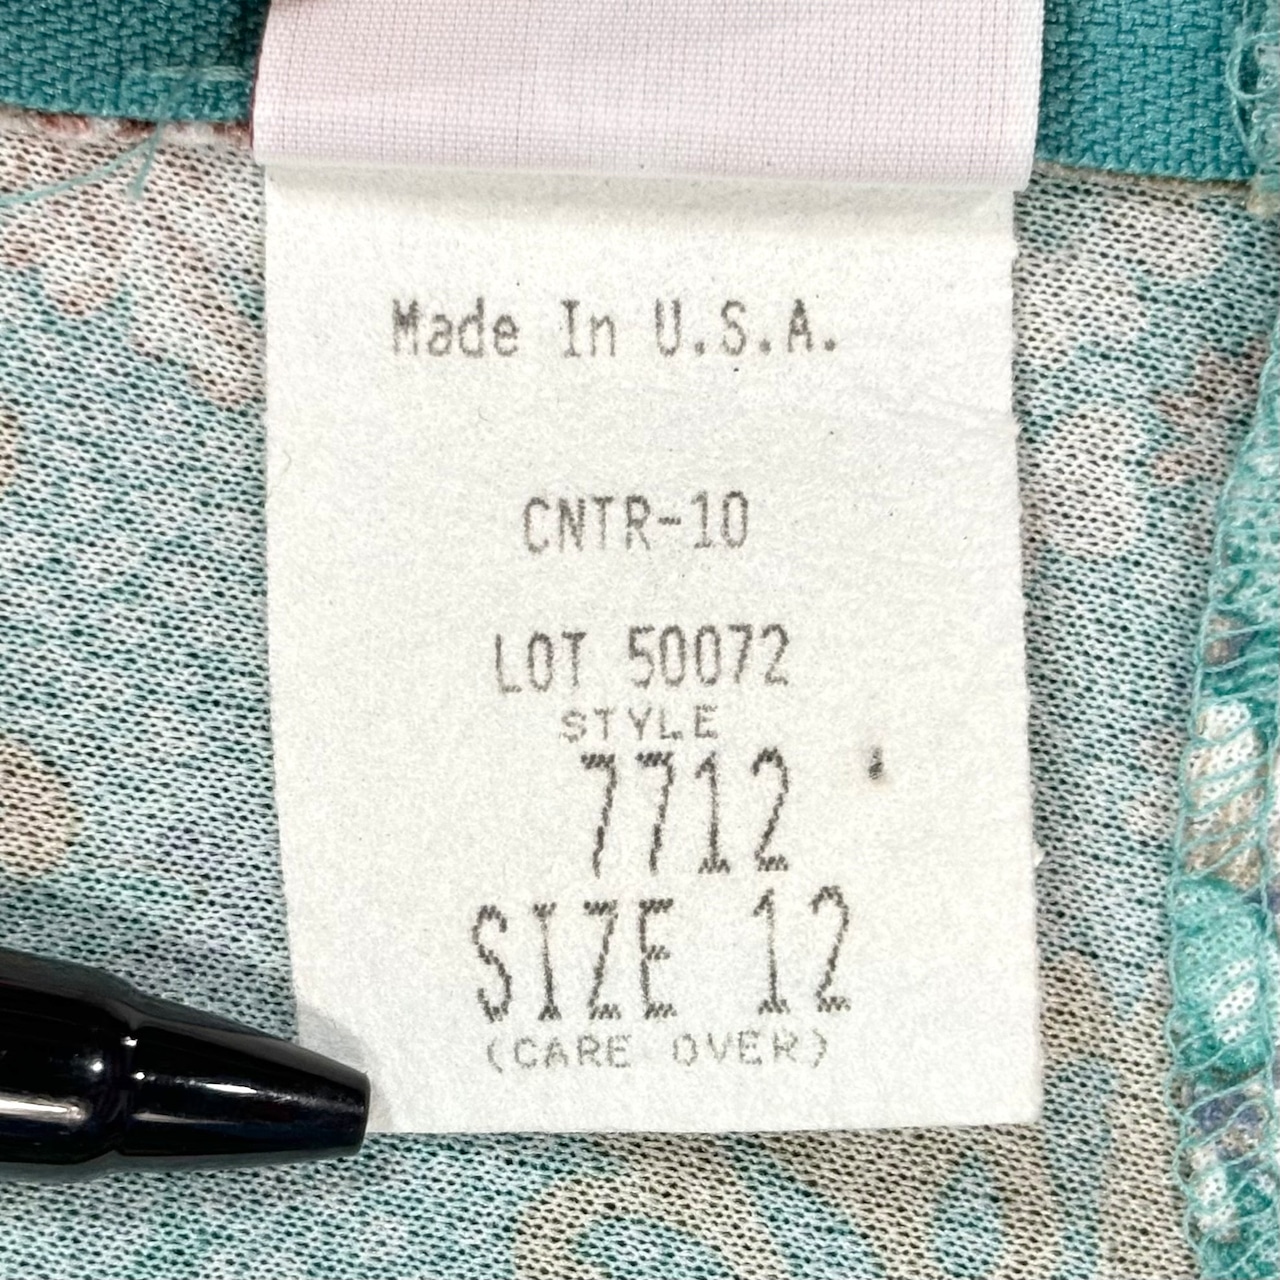 Made In U.S.A.
CNTR-10
LOT 50072
STYLE
7712
SIZE 12
(CARE OVER)